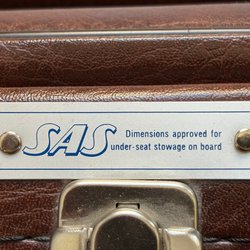 SAS
Dimensions approved for
under-seat stowage on board